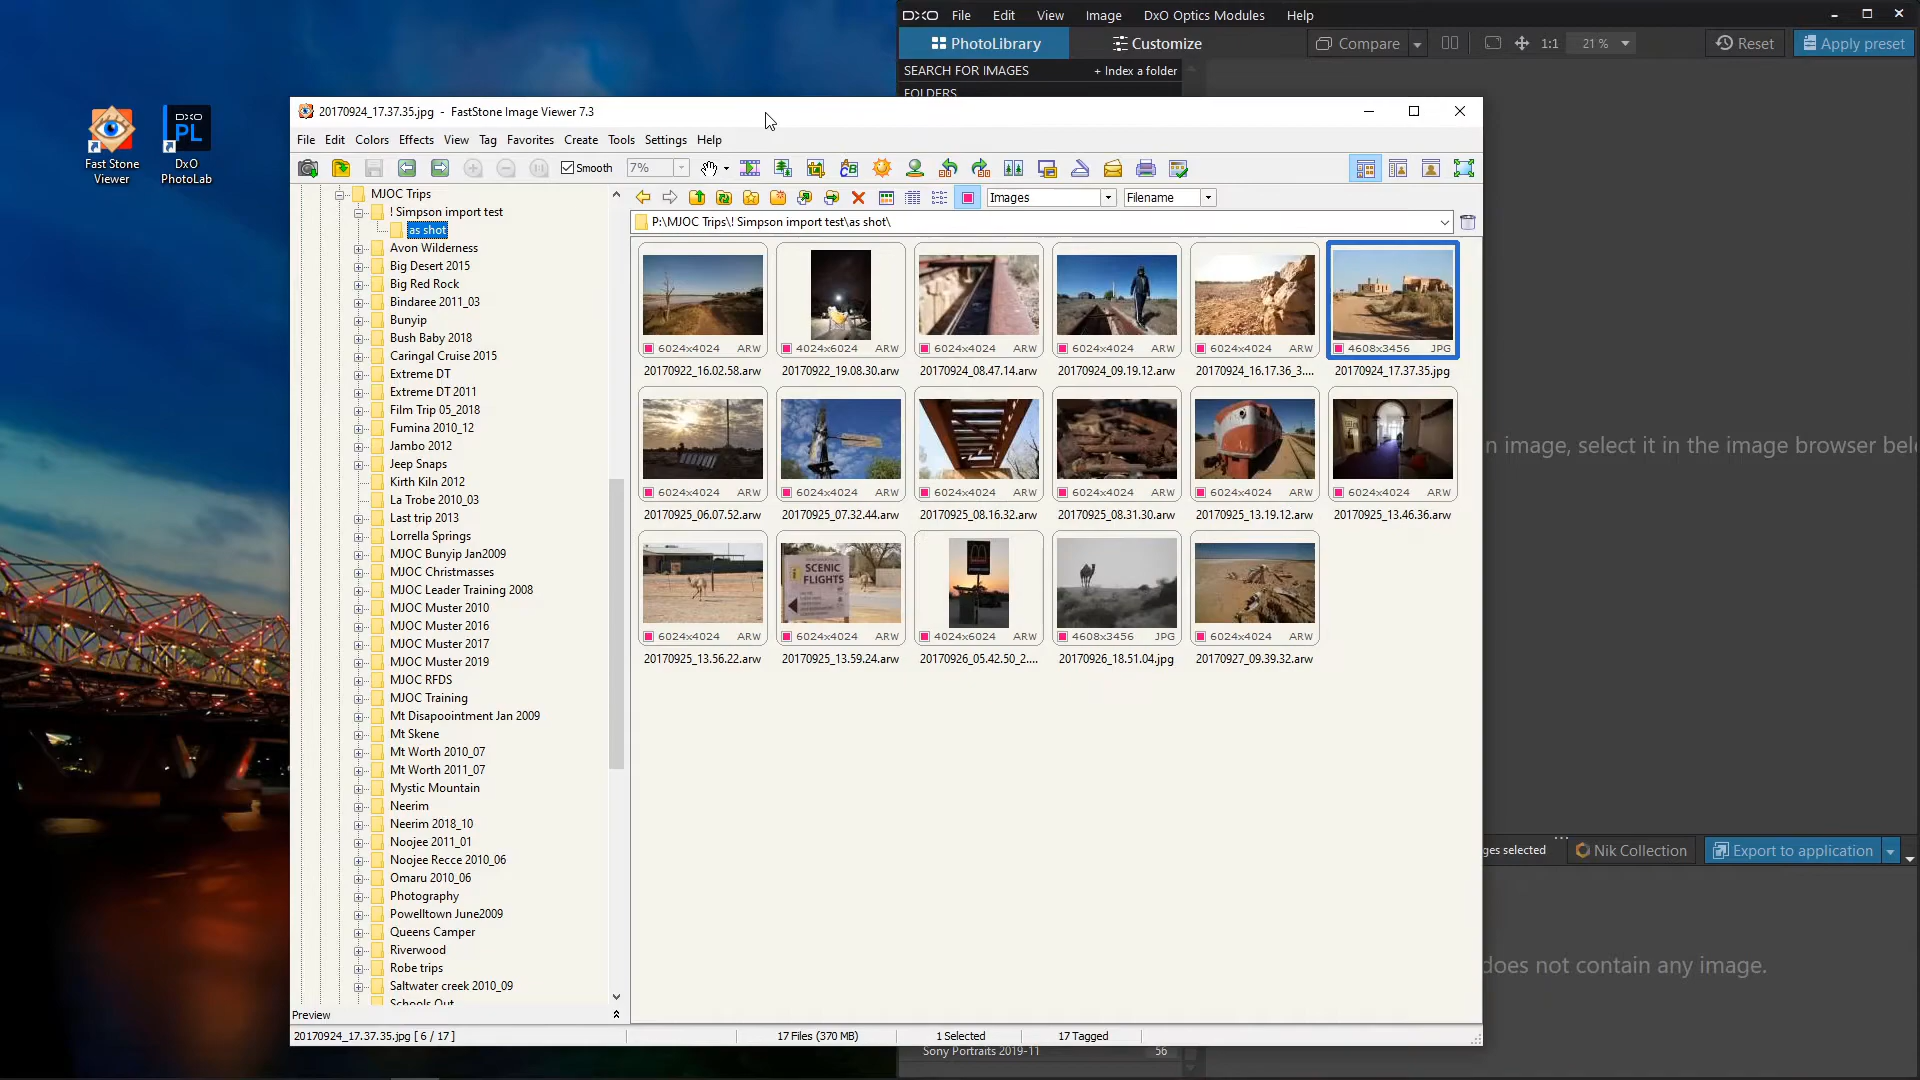 DXO File Edit View Image DxO Optics Modules Help
PhotoLibrary Customize Compare 1:1 21 % Reset Apply preset
SEARCH FOR IMAGES + Index a folder
FOLDERS
20170924_17.37.35.jpg - FastStone Image Viewer 7.3
File Edit Colors Effects View Tag Favorites Create Tools Settings Help
Smooth 7%
Images Filename
P:\MJOC Trips\! Simpson import test\as shot\
Fast Stone Viewer
DXO PL
DxO PhotoLab
MJOC Trips
! Simpson import test
as shot
Avon Wilderness
Big Desert 2015
Big Red Rock
Bindaree 2011_03
Bunyip
Bush Baby 2018
Caringal Cruise 2015
Extreme DT
Extreme DT 2011
Film Trip 05_2018
Fumina 2010_12
Jambo 2012
Jeep Snaps
Kirth Kiln 2012
La Trobe 2010_03
Last trip 2013
Lorrella Springs
MJOC Bunyip Jan2009
MJOC Christmasses
MJOC Leader Training 2008
MJOC Muster 2010
MJOC Muster 2016
MJOC Muster 2017
MJOC Muster 2019
MJOC RFDS
MJOC Training
Mt Disapoointment Jan 2009
Mt Skene
Mt Worth 2010_07
Mt Worth 2011_07
Mystic Mountain
Neerim
Neerim 2018_10
Noojee 2011_01
Noojee Recce 2010_06
Omaru 2010_06
Photography
Powelltown June2009
Queens Camper
Riverwood
Robe trips
Saltwater creek 2010_09
Schools Out
Preview
6024x4024 ARW 4024x6024 ARW 6024x4024 ARW 6024x4024 ARW 6024x4024 ARW 4608x3456 JPG
20170922_16.02.58.arw 20170922_19.08.30.arw 20170924_08.47.14.arw 20170924_09.19.12.arw 20170924_16.17.36_3.... 20170924_17.37.35.jpg
6024x4024 ARW 6024x4024 ARW 6024x4024 ARW 6024x4024 ARW 6024x4024 ARW 6024x4024 ARW
20170925_06.07.52.arw 20170925_07.32.44.arw 20170925_08.16.32.arw 20170925_08.31.30.arw 20170925_13.19.12.arw 20170925_13.46.36.arw
SCENIC
FLIGHTS
6024x4024 ARW 6024x4024 ARW 4024x6024 ARW 4608x3456 JPG 6024x4024 ARW
20170925_13.56.22.arw 20170925_13.59.24.arw 20170926_05.42.50_2.... 20170926_18.51.04.jpg 20170927_09.39.32.arw
n image, select it in the image browser bel
ges selected Nik Collection Export to application
does not contain any image.
20170924_17.37.35.jpg [ 6 / 17 ] 17 Files (370 MB) 1 Selected 17 Tagged
Sony Portraits 2019-11 56